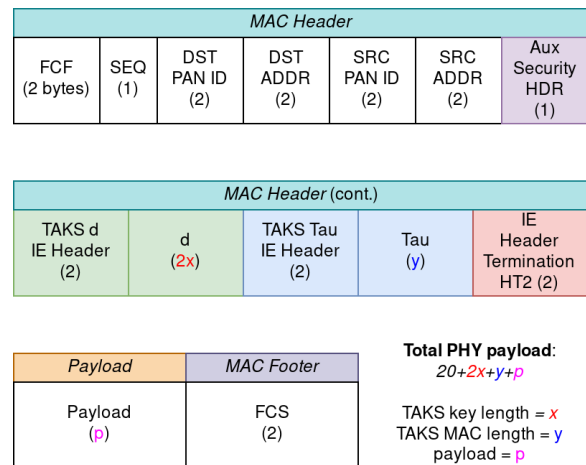 MAC Header
FCF
(2 bytes)
SEQ
(1)
DST
PAN ID
(2)
DST
ADDR
(2)
SRC
PAN ID
(2)
SRC
ADDR
(2)
Aux
Security
HDR
(1)
MAC Header (cont.)
TAKS d
IE Header
(2)
d
(2x)
TAKS Tau
IE Header
(2)
Tau
(y)
IE
Header
Termination
HT2 (2)
Payload
MAC Footer
Payload
(p)
FCS
(2)
Total PHY payload:
20+2x+y+p
TAKS key length = x
TAKS MAC length = y
payload = p